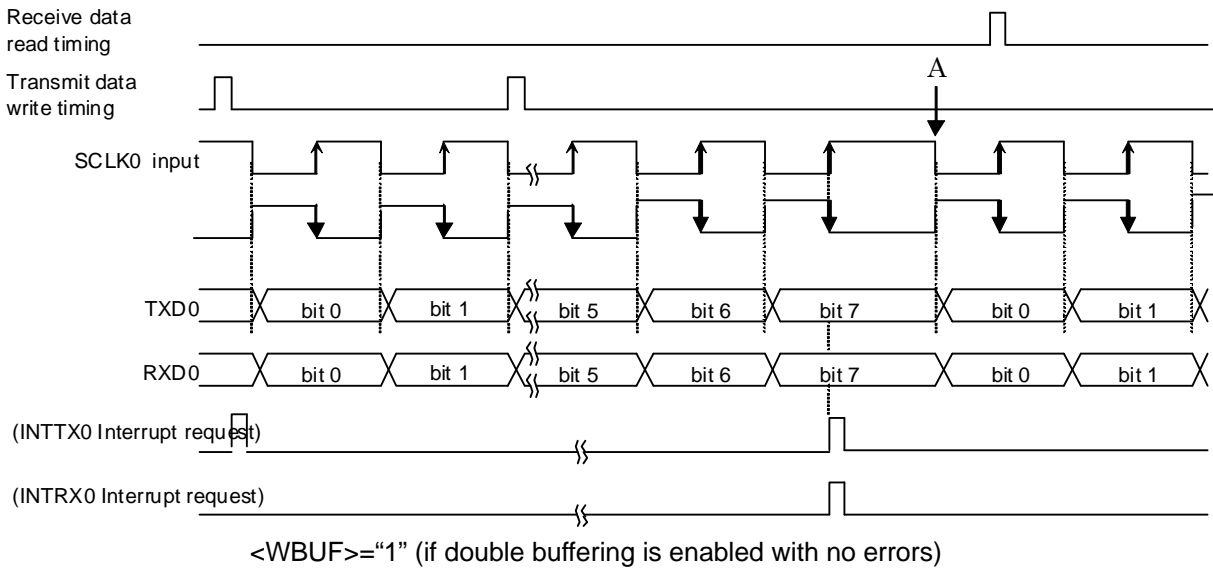 Receive data
read timing
Transmit data
write timing
A
SCLK0 input
TXD0 bit 0 bit 1 bit 5 bit 6 bit 7 bit 0 bit 1
RXD0 bit 0 bit 1 bit 5 bit 6 bit 7 bit 0 bit 1
(INTTX0 Interrupt request)
(INTRX0 Interrupt request)
<WBUF>=“1” (if double buffering is enabled with no errors)